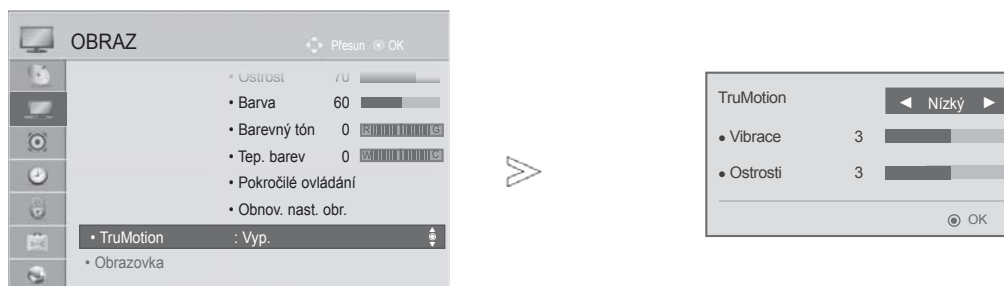 OBRAZ Přesun OK
• Ostrost 70
• Barva 60
• Barevný tón 0 R G
• Tep. barev 0 W C
• Pokročilé ovládání
• Obnov. nast. obr.
• TruMotion : Vyp.
• Obrazovka
TruMotion ◄ Nízký ►
• Vibrace 3
• Ostrosti 3
OK